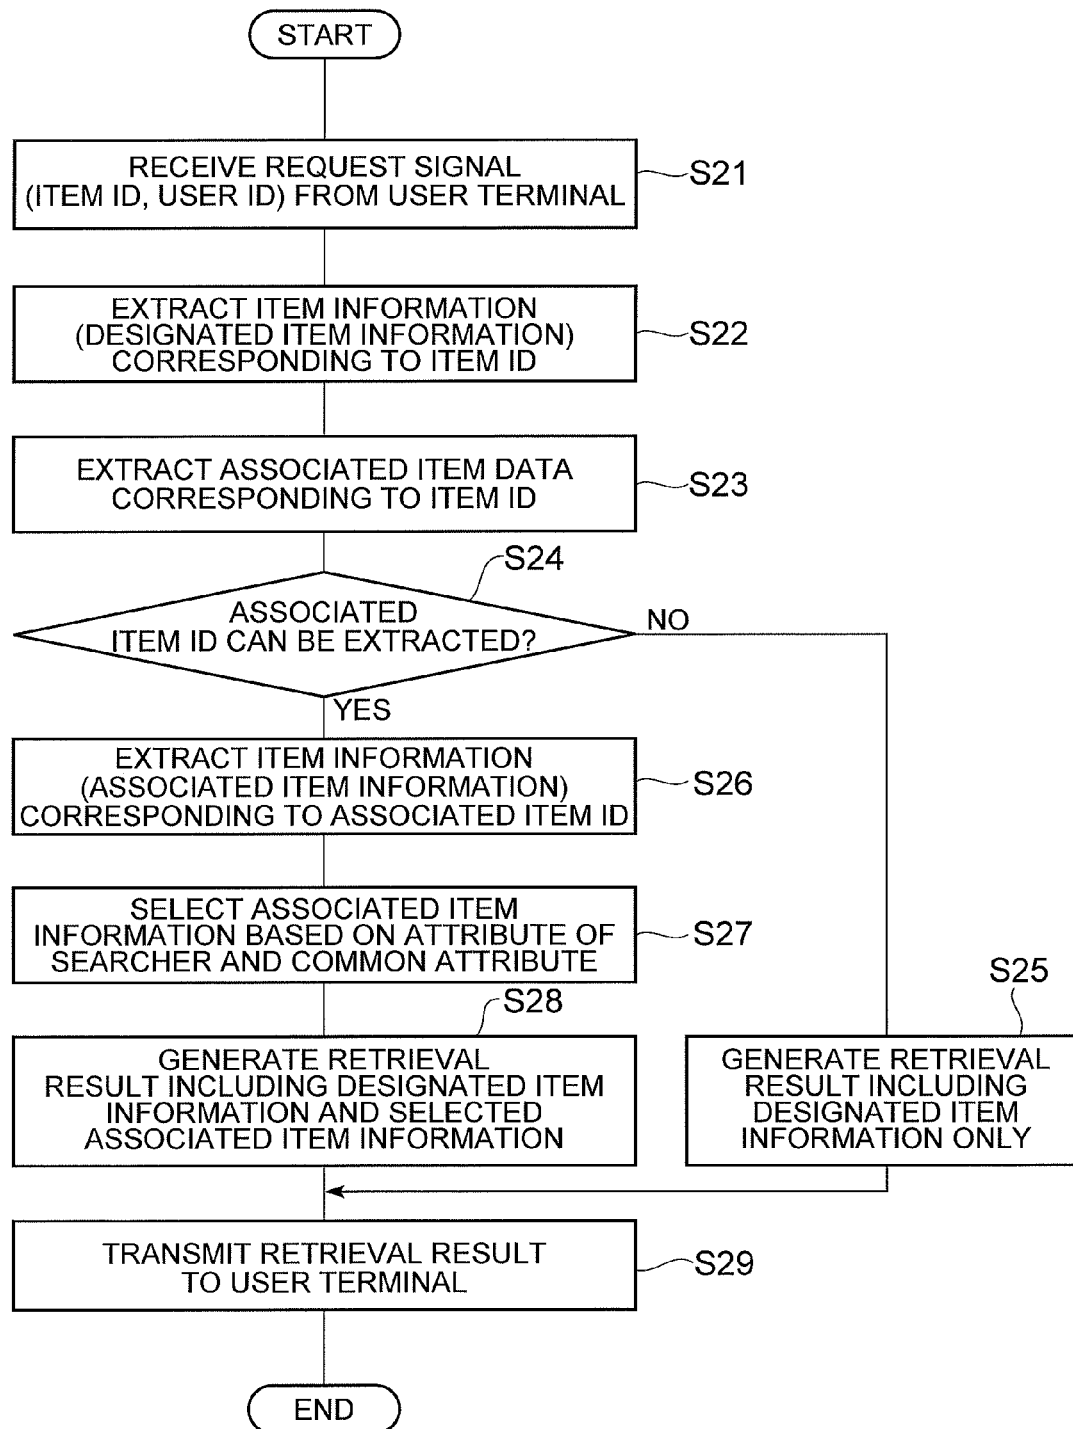 START
RECEIVE REQUEST SIGNAL
(ITEM ID, USER ID) FROM USER TERMINAL
S21
EXTRACT ITEM INFORMATION
(DESIGNATED ITEM INFORMATION)
CORRESPONDING TO ITEM ID
S22
EXTRACT ASSOCIATED ITEM DATA
CORRESPONDING TO ITEM ID
S23
S24
ASSOCIATED
ITEM ID CAN BE EXTRACTED?
NO
YES
EXTRACT ITEM INFORMATION
(ASSOCIATED ITEM INFORMATION)
CORRESPONDING TO ASSOCIATED ITEM ID
S26
SELECT ASSOCIATED ITEM
INFORMATION BASED ON ATTRIBUTE OF
SEARCHER AND COMMON ATTRIBUTE
S27
S28
GENERATE RETRIEVAL
RESULT INCLUDING DESIGNATED ITEM
INFORMATION AND SELECTED
ASSOCIATED ITEM INFORMATION
S25
GENERATE RETRIEVAL
RESULT INCLUDING
DESIGNATED ITEM
INFORMATION ONLY
TRANSMIT RETRIEVAL RESULT
TO USER TERMINAL
S29
END